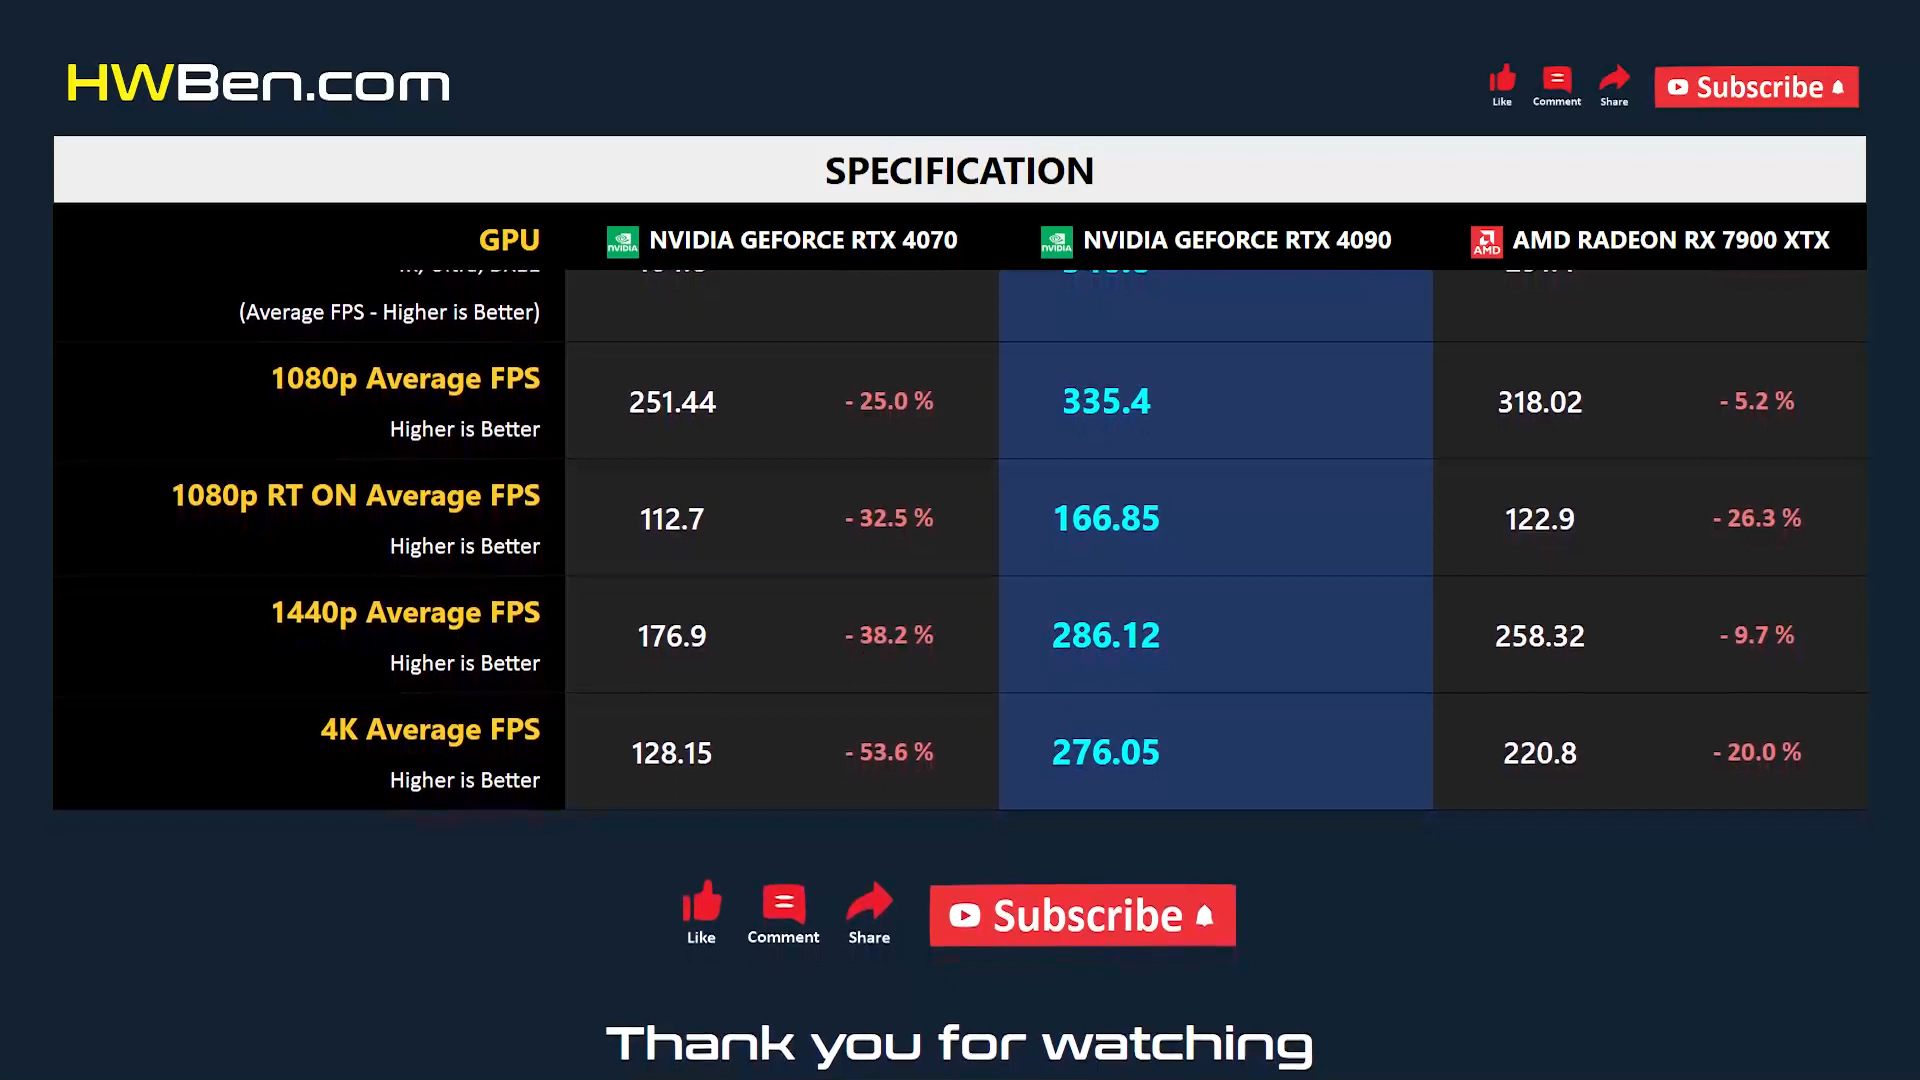 HWBen.com
Like Comment Share Subscribe
SPECIFICATION
GPU NVIDIA NVIDIA GEFORCE RTX 4070 NVIDIA NVIDIA GEFORCE RTX 4090 AMD AMD RADEON RX 7900 XTX
(Average FPS - Higher is Better)
1080p Average FPS
Higher is Better
251.44 - 25.0 % 335.4 318.02 - 5.2 %
1080p RT ON Average FPS
Higher is Better
112.7 - 32.5 % 166.85 122.9 - 26.3 %
1440p Average FPS
Higher is Better
176.9 - 38.2 % 286.12 258.32 - 9.7 %
4K Average FPS
Higher is Better
128.15 - 53.6 % 276.05 220.8 - 20.0 %
Like Comment Share Subscribe
Thank you for watching